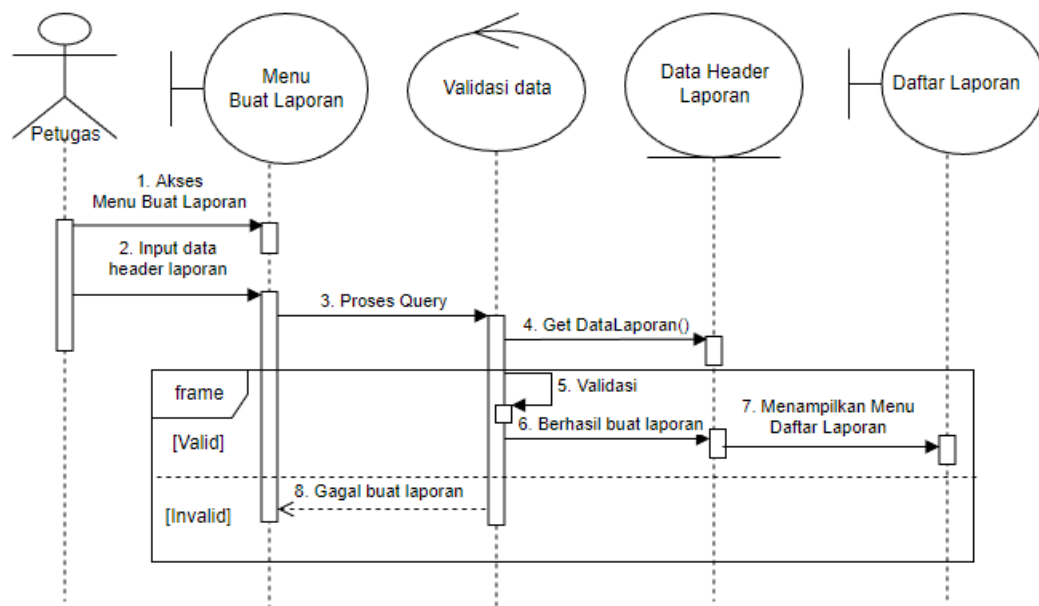 Petugas
Menu
Buat Laporan
Validasi data
Data Header
Laporan
Daftar Laporan
1. Akses
Menu Buat Laporan
2. Input data
header laporan
3. Proses Query
4. Get DataLaporan()
frame
5. Validasi
[Valid]
6. Berhasil buat laporan
7. Menampilkan Menu
Daftar Laporan
8. Gagal buat laporan
[Invalid]